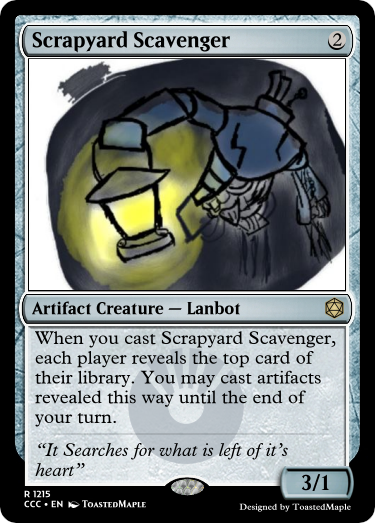 Scrapyard Scavenger 2
Artifact Creature — Lanbot
When you cast Scrapyard Scavenger,
each player reveals the top card of
their library. You may cast artifacts
revealed this way until the end of
your turn.
“It Searches for what is left of it’s
heart”
3/1
R 1215
CCC • EN ToastedMaple
Designed by ToastedMaple